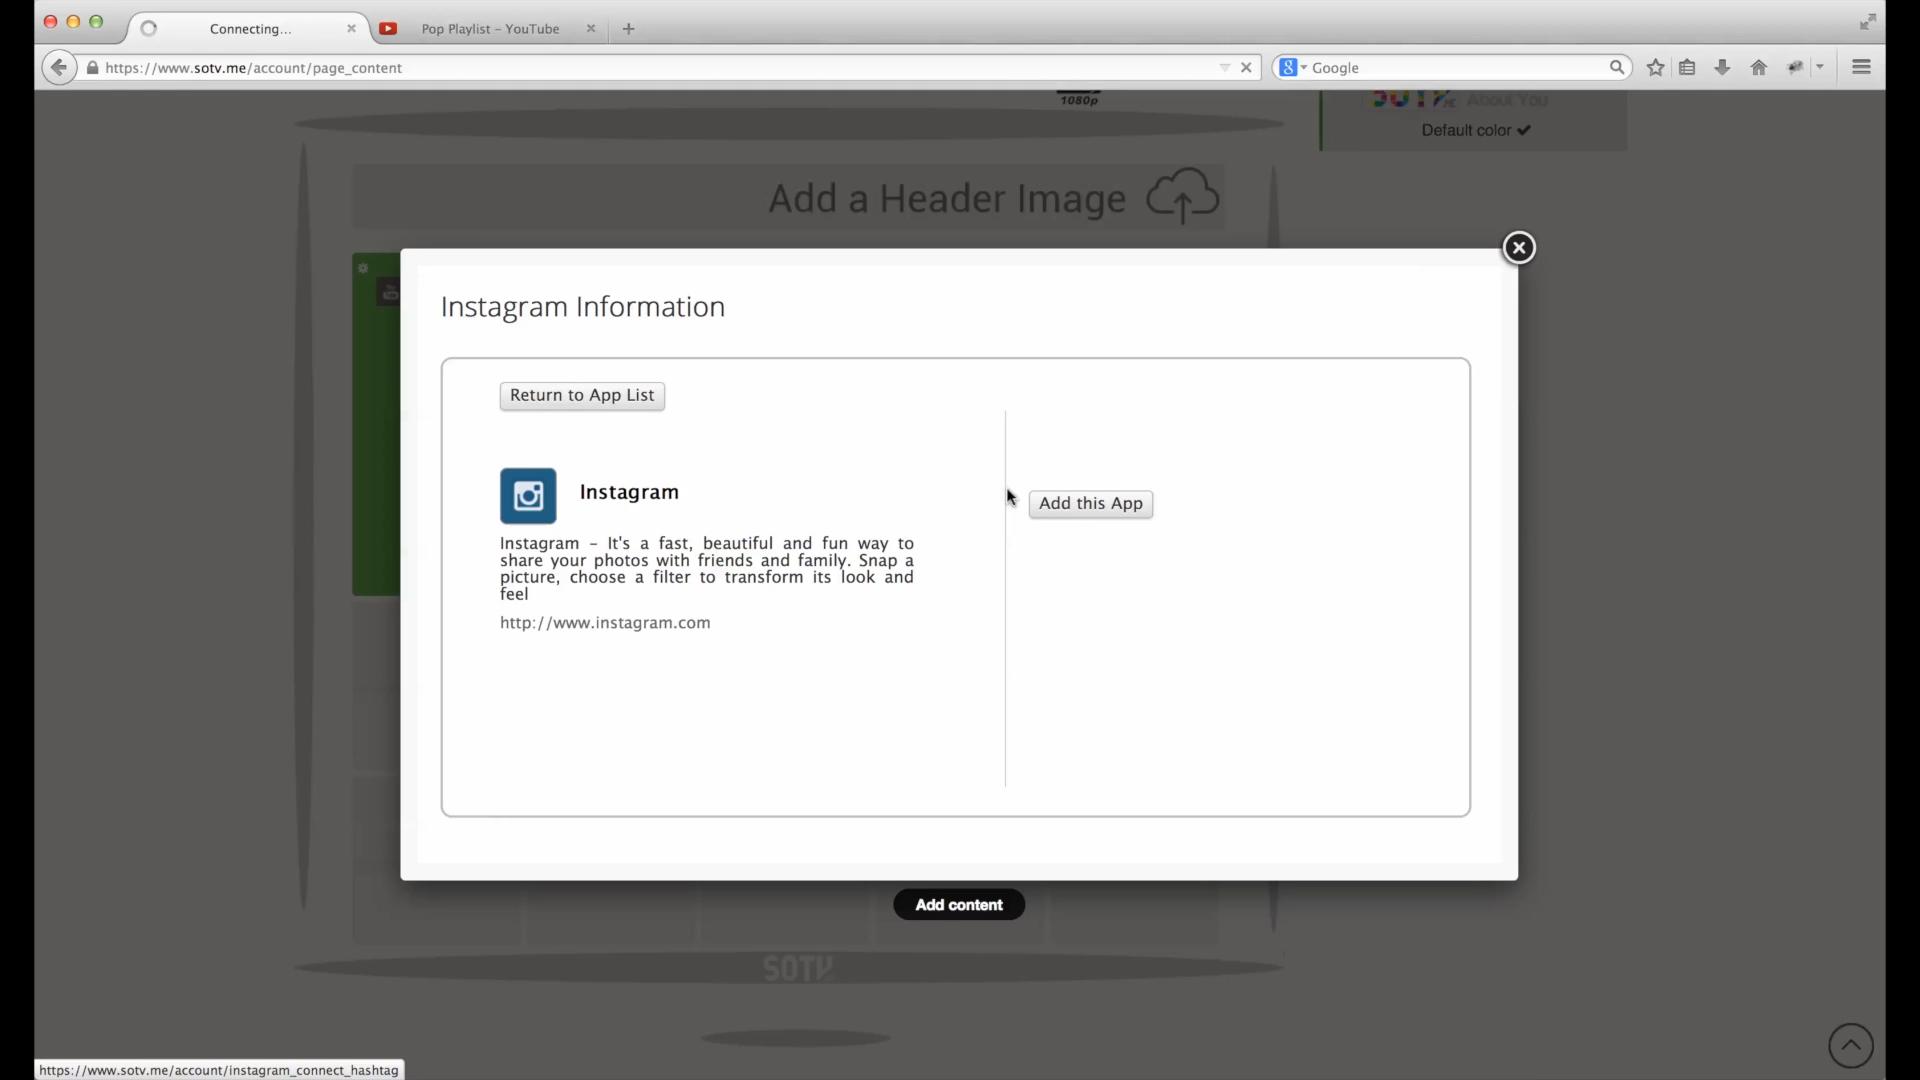 Connecting...
Pop Playlist – YouTube
https://www.sotv.me/account/page_content
Google
1080p
About You
Default color
Add a Header Image
Instagram Information
Return to App List
Instagram
Add this App
Instagram – It's a fast, beautiful and fun way to
share your photos with friends and family. Snap a
picture, choose a filter to transform its look and
feel
http://www.instagram.com
Add content
SOTV
https://www.sotv.me/account/instagram_connect_hashtag